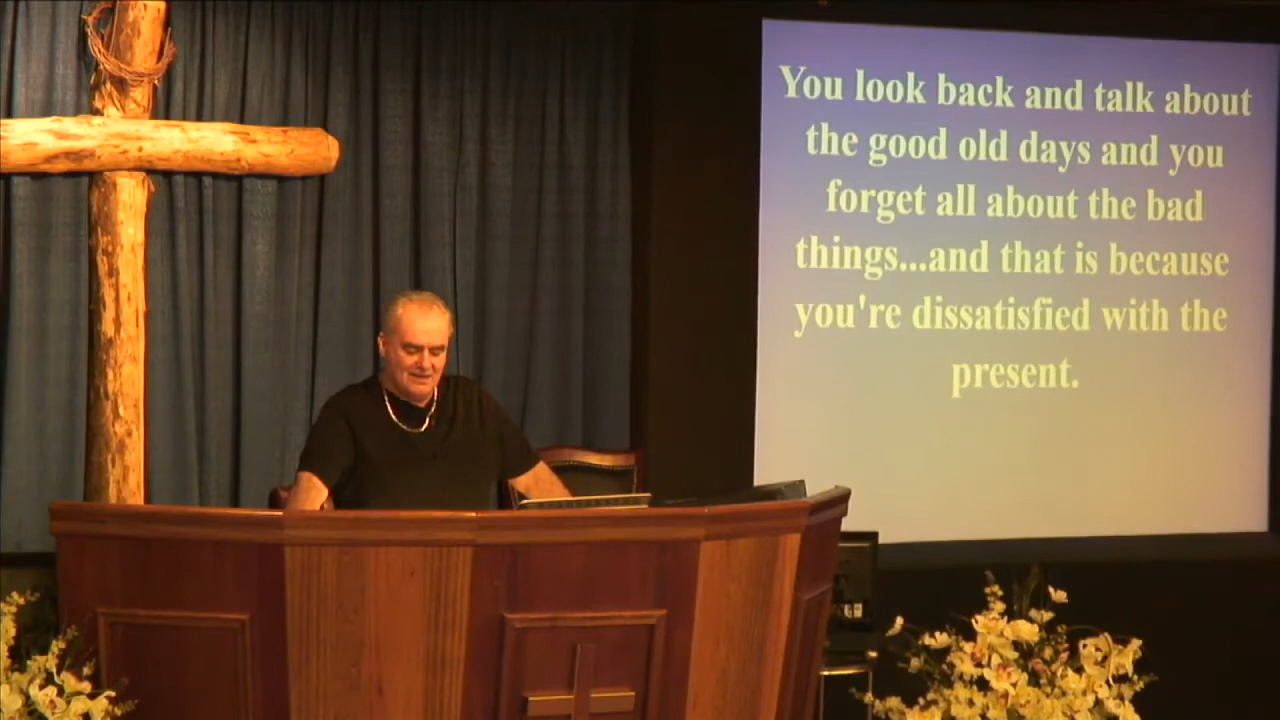 You look back and talk about
the good old days and you
forget all about the bad
things...and that is because
you're dissatisfied with the
present.